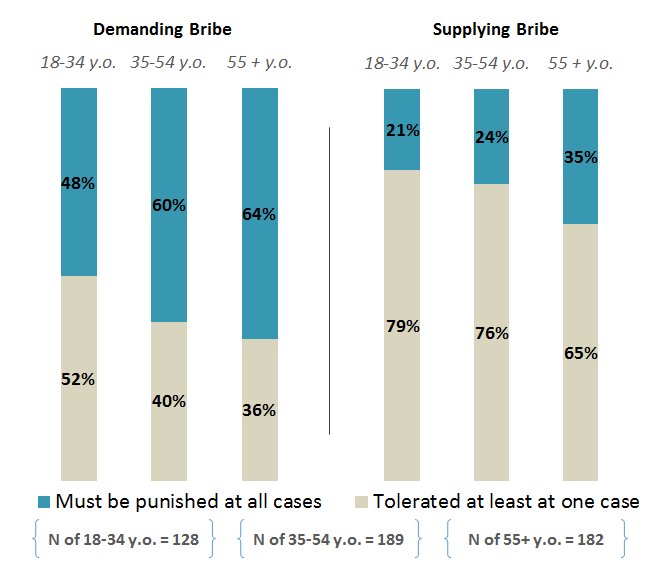 Demanding Bribe
Supplying Bribe
18-34 y.o. 35-54 y.o. 55 + y.o.
18-34 y.o. 35-54 y.o. 55 + y.o.
48%
60%
64%
52%
40%
36%
21%
24%
35%
79%
76%
65%
Must be punished at all cases
Tolerated at least at one case
N of 18-34 y.o. = 128
N of 35-54 y.o. = 189
N of 55+ y.o. = 182